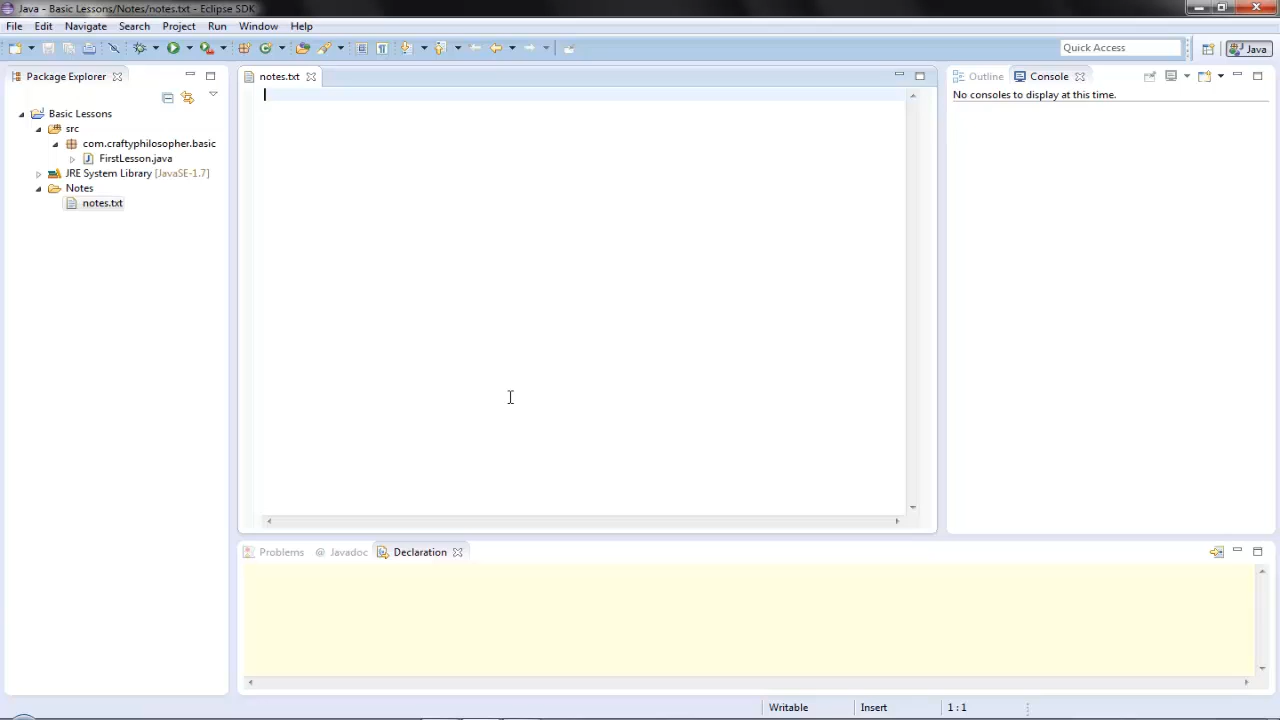 Java - Basic Lessons/Notes/notes.txt - Eclipse SDK
File Edit Navigate Search Project Run Window Help
Quick Access
Java
Package Explorer
notes.txt
Outline
Console
Basic Lessons
src
com.craftyphilosopher.basic
FirstLesson.java
JRE System Library [JavaSE-1.7]
Notes
notes.txt
No consoles to display at this time.
Problems @ Javadoc Declaration
Writable Insert 1 : 1